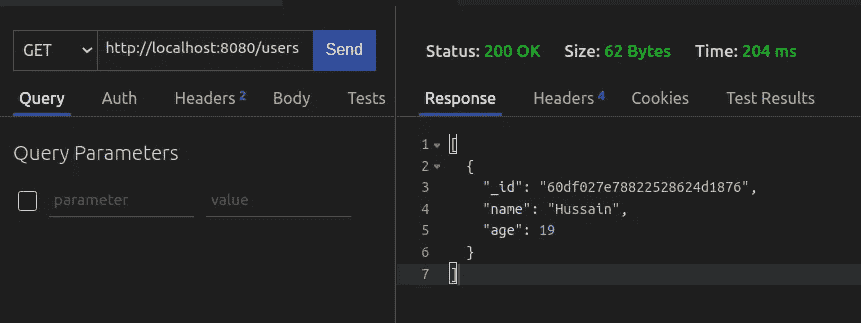 GET http://localhost:8080/users Send
Query Auth Headers 2 Body Tests
Query Parameters
parameter value
Status: 200 OK Size: 62 Bytes Time: 204 ms
Response Headers 4 Cookies Test Results
1 [
2 {
3 "_id": "60df027e78822528624d1876",
4 "name": "Hussain",
5 "age": 19
6 }
7 ]